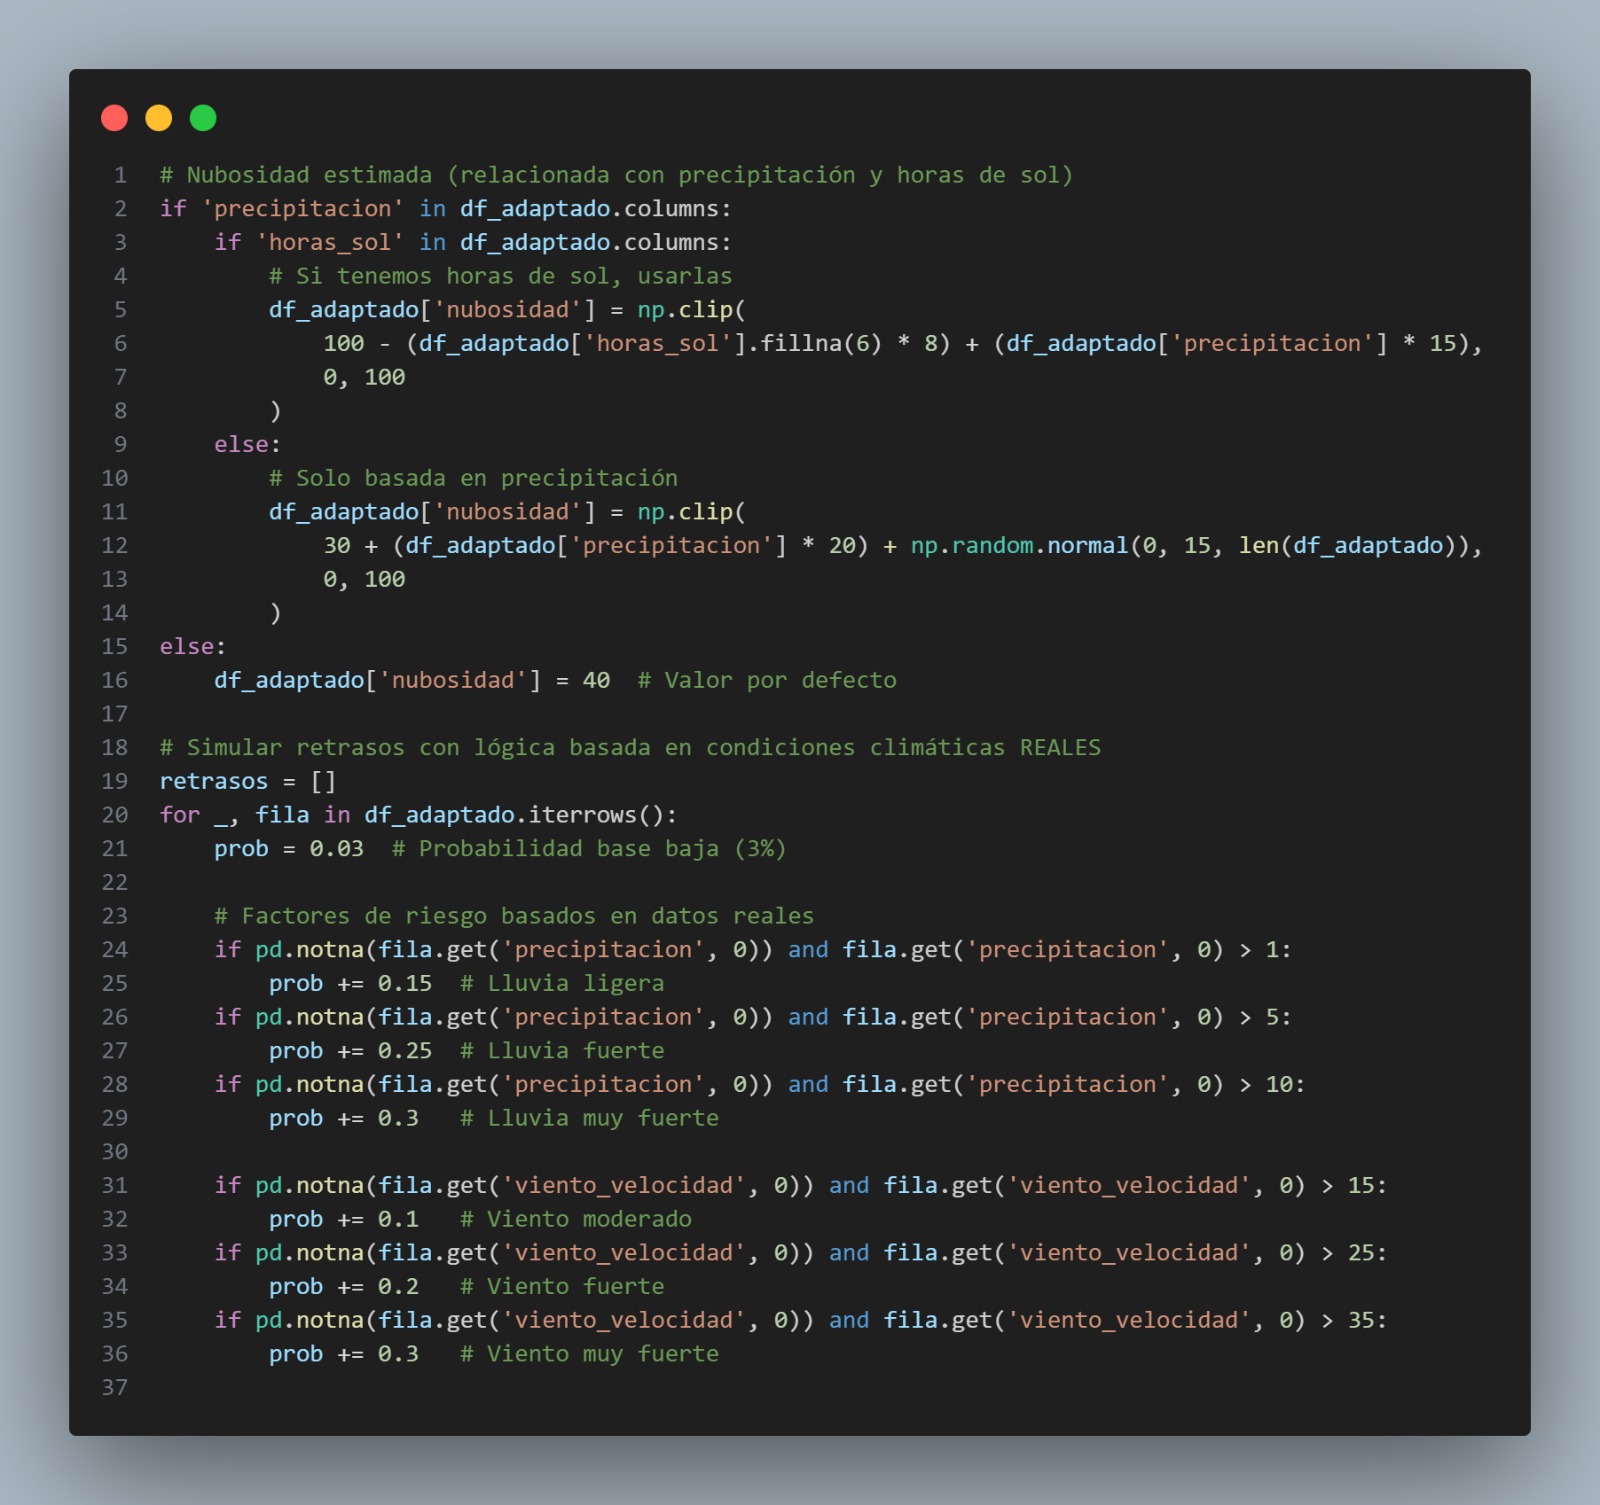 1 # Nubosidad estimada (relacionada con precipitación y horas de sol)
2 if 'precipitacion' in df_adaptado.columns:
3     if 'horas_sol' in df_adaptado.columns:
4         # Si tenemos horas de sol, usarlas
5         df_adaptado['nubosidad'] = np.clip(
6             100 - (df_adaptado['horas_sol'].fillna(6) * 8) + (df_adaptado['precipitacion'] * 15),
7             0, 100
8         )
9     else:
10         # Solo basada en precipitación
11         df_adaptado['nubosidad'] = np.clip(
12             30 + (df_adaptado['precipitacion'] * 20) + np.random.normal(0, 15, len(df_adaptado)),
13             0, 100
14         )
15 else:
16     df_adaptado['nubosidad'] = 40  # Valor por defecto
17
18 # Simular retrasos con lógica basada en condiciones climáticas REALES
19 retrasos = []
20 for _, fila in df_adaptado.iterrows():
21     prob = 0.03  # Probabilidad base baja (3%)
22
23     # Factores de riesgo basados en datos reales
24     if pd.notna(fila.get('precipitacion', 0)) and fila.get('precipitacion', 0) > 1:
25         prob += 0.15  # Lluvia ligera
26     if pd.notna(fila.get('precipitacion', 0)) and fila.get('precipitacion', 0) > 5:
27         prob += 0.25  # Lluvia fuerte
28     if pd.notna(fila.get('precipitacion', 0)) and fila.get('precipitacion', 0) > 10:
29         prob += 0.3   # Lluvia muy fuerte
30
31     if pd.notna(fila.get('viento_velocidad', 0)) and fila.get('viento_velocidad', 0) > 15:
32         prob += 0.1   # Viento moderado
33     if pd.notna(fila.get('viento_velocidad', 0)) and fila.get('viento_velocidad', 0) > 25:
34         prob += 0.2   # Viento fuerte
35     if pd.notna(fila.get('viento_velocidad', 0)) and fila.get('viento_velocidad', 0) > 35:
36         prob += 0.3   # Viento muy fuerte
37